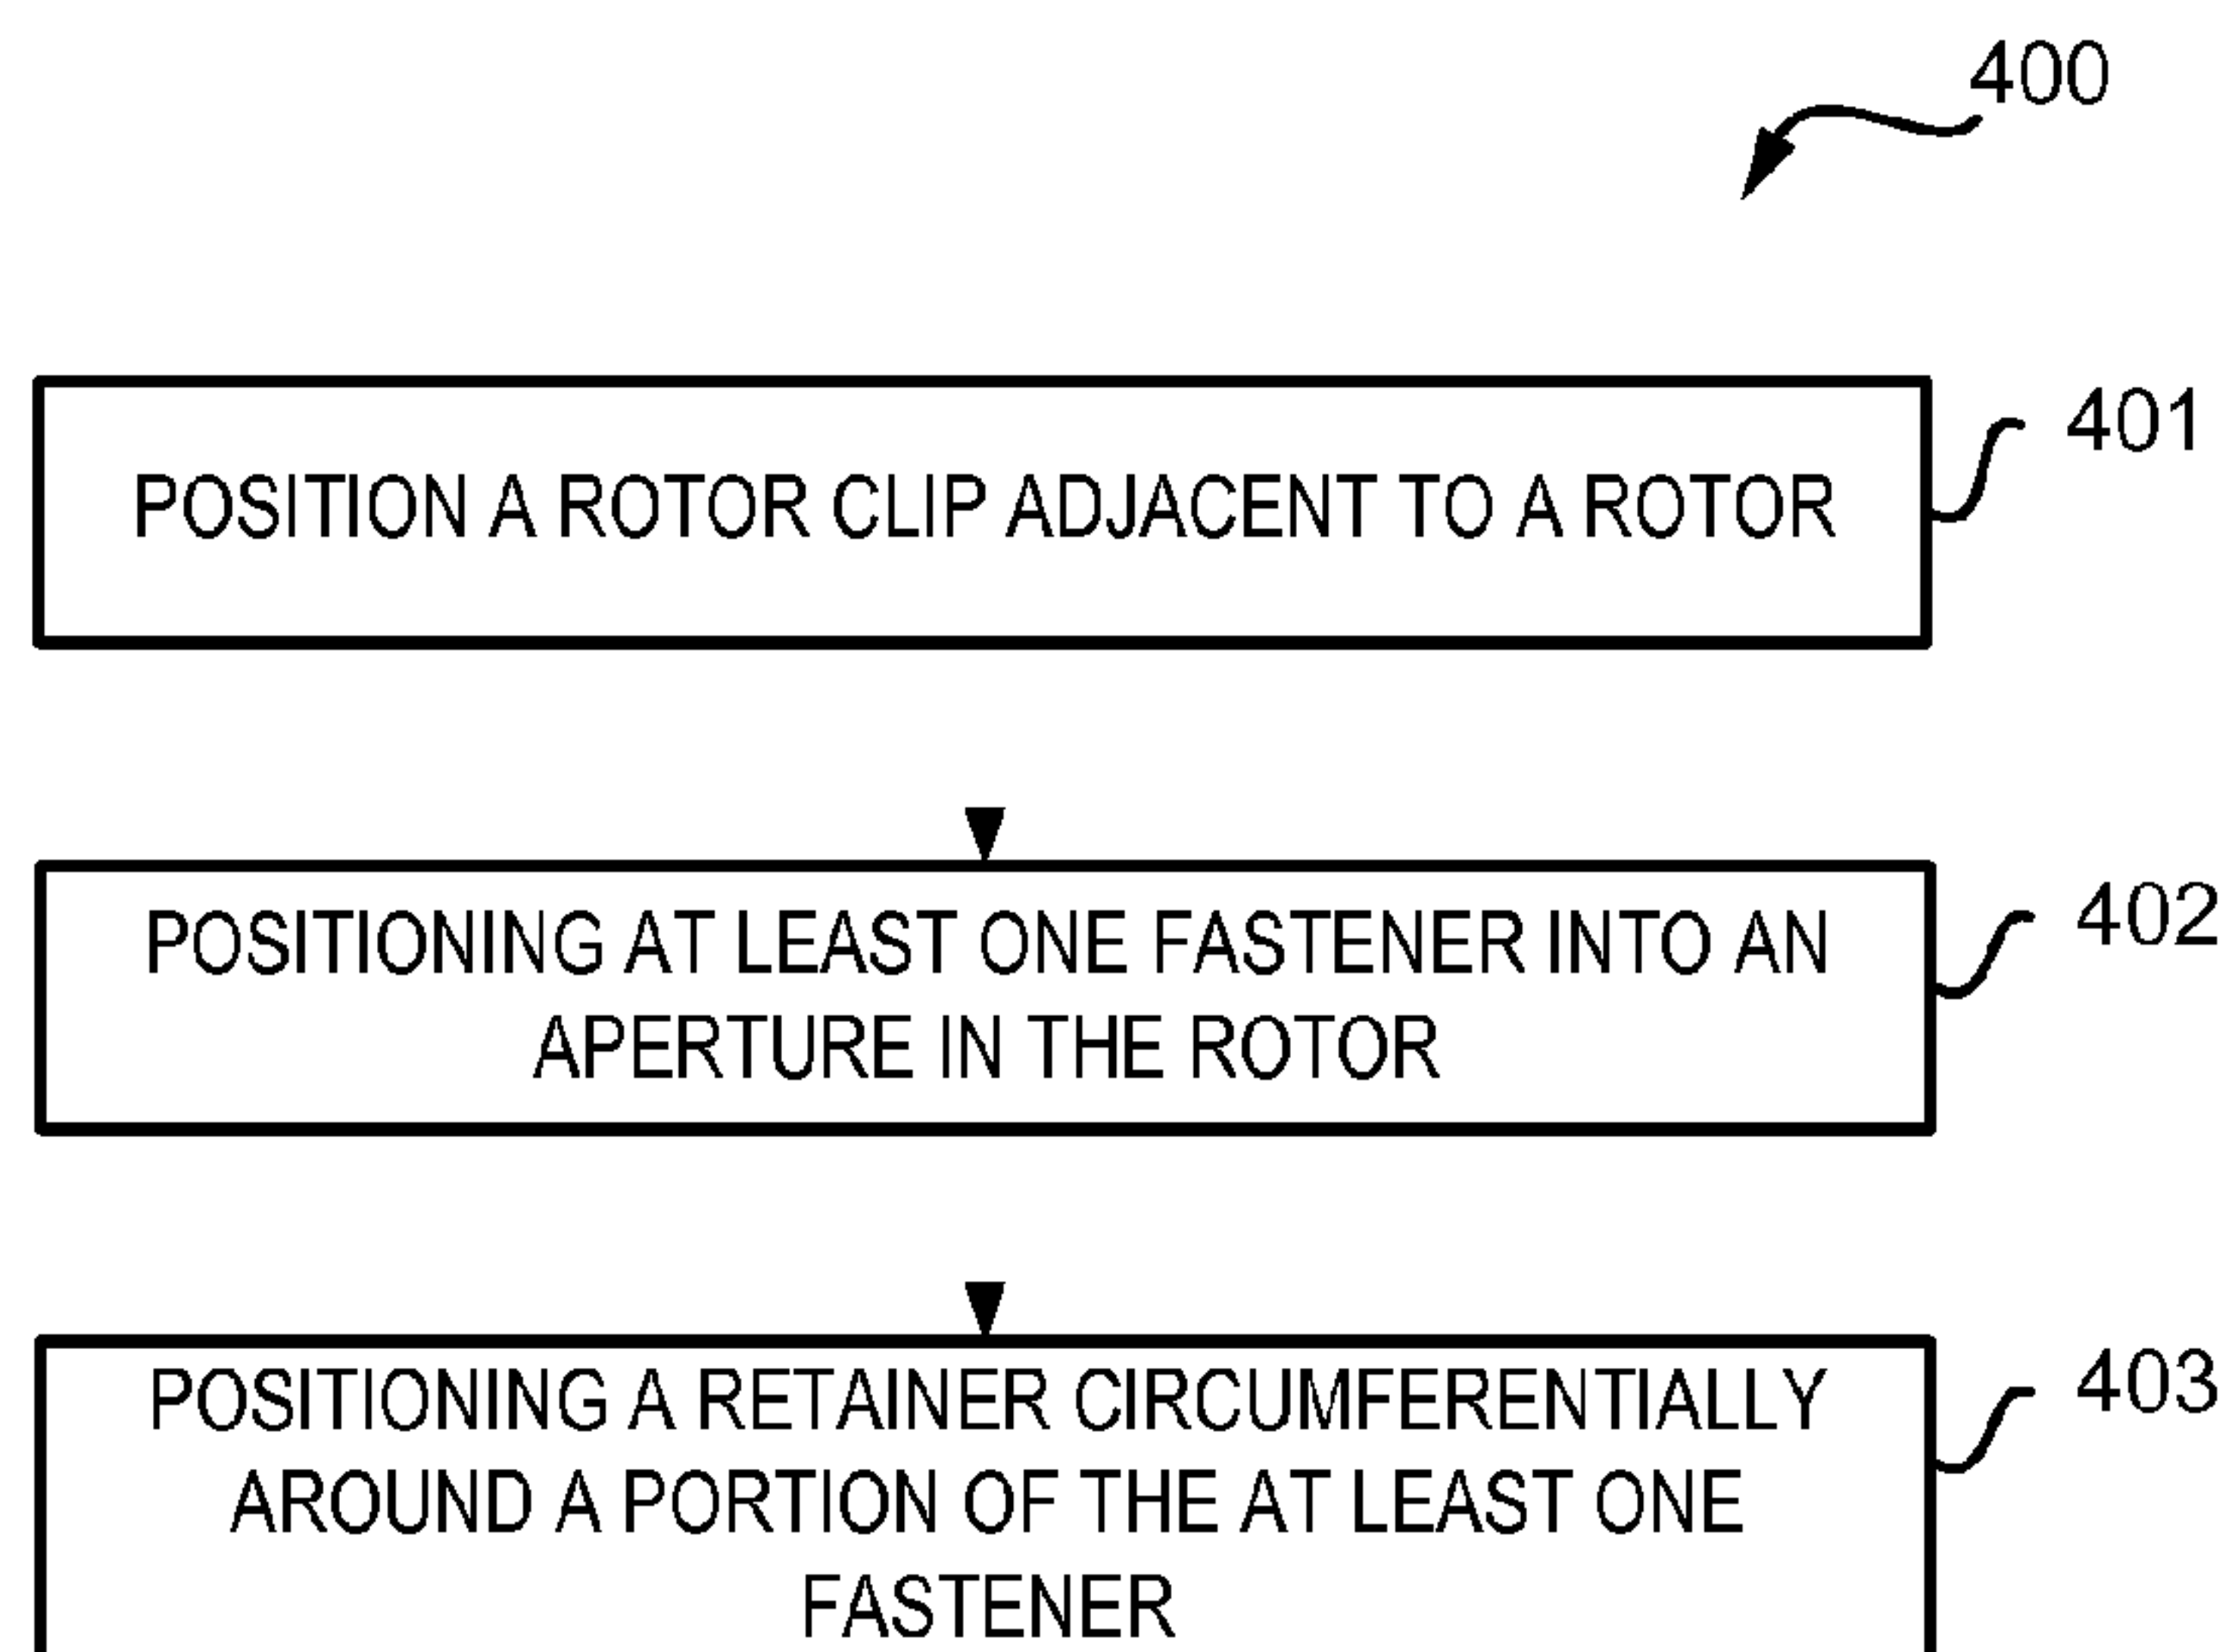 400
401
POSITION A ROTOR CLIP ADJACENT TO A ROTOR
402
POSITIONING AT LEAST ONE FASTENER INTO AN
APERTURE IN THE ROTOR
403
POSITIONING A RETAINER CIRCUMFERENTIALLY
AROUND A PORTION OF THE AT LEAST ONE
FASTENER